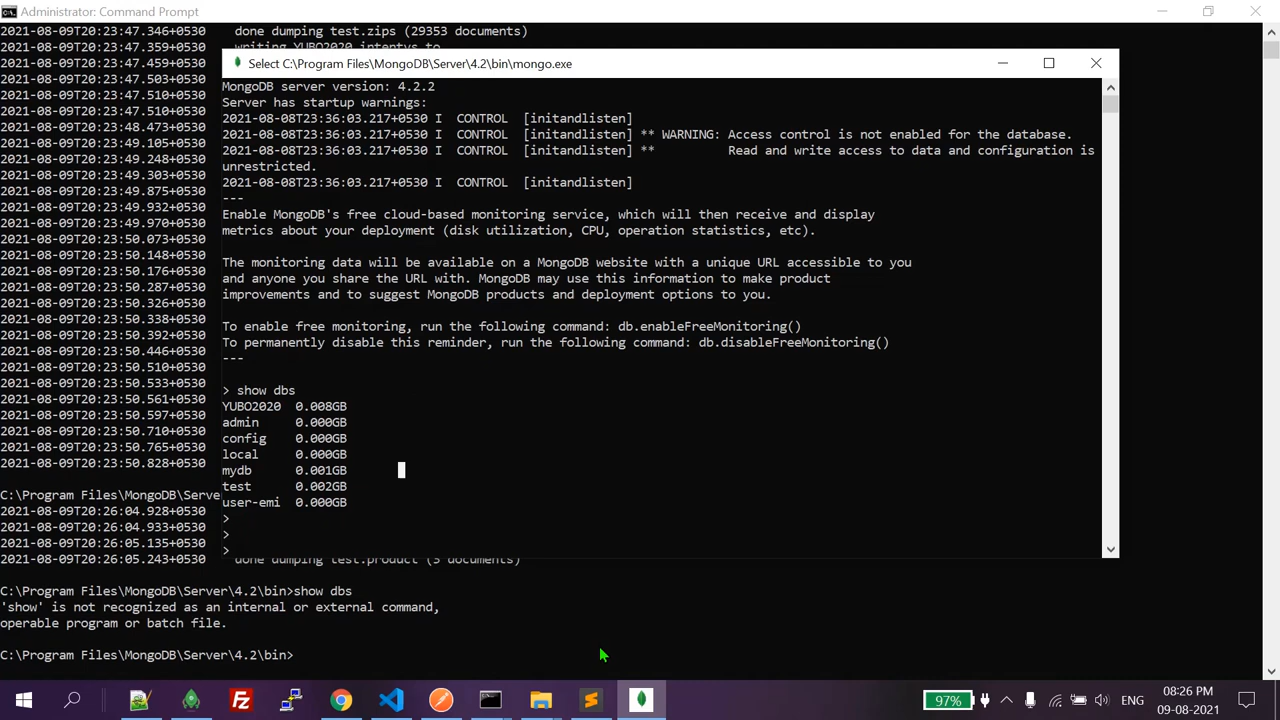 Administrator: Command Prompt
2021-08-09T20:23:47.346+0530 done dumping test.zips (29353 documents)
2021-08-09T20:23:47.459+0530 writing YUBO2020.intentys to
2021-08-09T20:23:47.459+0530
2021-08-09T20:23:47.503+0530
2021-08-09T20:23:47.510+0530
2021-08-09T20:23:47.510+0530
2021-08-09T20:23:48.473+0530
2021-08-09T20:23:49.105+0530
2021-08-09T20:23:49.248+0530
2021-08-09T20:23:49.303+0530
2021-08-09T20:23:49.875+0530
2021-08-09T20:23:49.932+0530
2021-08-09T20:23:49.970+0530
2021-08-09T20:23:50.073+0530
2021-08-09T20:23:50.148+0530
2021-08-09T20:23:50.176+0530
2021-08-09T20:23:50.287+0530
2021-08-09T20:23:50.326+0530
2021-08-09T20:23:50.338+0530
2021-08-09T20:23:50.392+0530
2021-08-09T20:23:50.446+0530
2021-08-09T20:23:50.510+0530
2021-08-09T20:23:50.533+0530
2021-08-09T20:23:50.561+0530
2021-08-09T20:23:50.597+0530
2021-08-09T20:23:50.710+0530
2021-08-09T20:23:50.765+0530
2021-08-09T20:23:50.828+0530
C:\Program Files\MongoDB\Serve
2021-08-09T20:26:04.928+0530
2021-08-09T20:26:04.933+0530
2021-08-09T20:26:05.135+0530
2021-08-09T20:26:05.243+0530 done dumping test.product (5 documents)
C:\Program Files\MongoDB\Server\4.2\bin>show dbs
'show' is not recognized as an internal or external command,
operable program or batch file.
C:\Program Files\MongoDB\Server\4.2\bin>
Select C:\Program Files\MongoDB\Server\4.2\bin\mongo.exe
MongoDB server version: 4.2.2
Server has startup warnings:
2021-08-08T23:36:03.217+0530 I CONTROL [initandlisten]
2021-08-08T23:36:03.217+0530 I CONTROL [initandlisten] ** WARNING: Access control is not enabled for the database.
2021-08-08T23:36:03.217+0530 I CONTROL [initandlisten] ** Read and write access to data and configuration is
unrestricted.
2021-08-08T23:36:03.217+0530 I CONTROL [initandlisten]
---
Enable MongoDB's free cloud-based monitoring service, which will then receive and display
metrics about your deployment (disk utilization, CPU, operation statistics, etc).
The monitoring data will be available on a MongoDB website with a unique URL accessible to you
and anyone you share the URL with. MongoDB may use this information to make product
improvements and to suggest MongoDB products and deployment options to you.
To enable free monitoring, run the following command: db.enableFreeMonitoring()
To permanently disable this reminder, run the following command: db.disableFreeMonitoring()
---
> show dbs
YUBO2020 0.008GB
admin 0.000GB
config 0.000GB
local 0.000GB
mydb 0.001GB
test 0.002GB
user-emi 0.000GB
>
>
>
97%
ENG
08:26 PM
09-08-2021